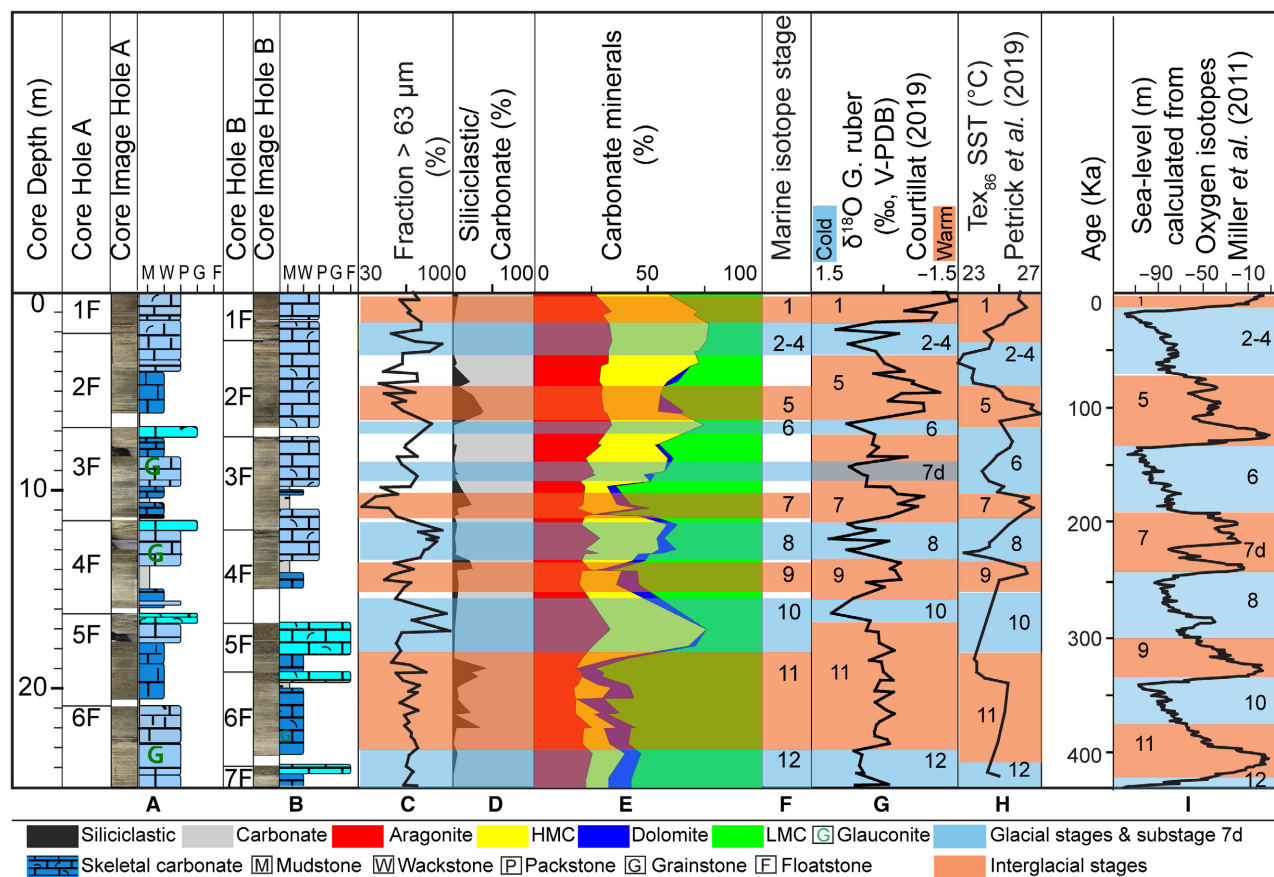 Core Depth (m)
Core Hole A
Core Image Hole A
M W P G F
Core Hole B
Core Image Hole B
M W P G F
Fraction > 63 µm
(%)
30 100
Siliciclastic/
Carbonate (%)
0 100
Carbonate minerals
(%)
0 50 100
Marine isotope stage
Cold
δ18O G. ruber
(‰, V-PDB)
Courtillat (2019)
Warm
1.5 −1.5
Tex86 SST (°C)
Petrick et al. (2019)
23 27
Age (Ka)
Sea-level (m)
calculated from
Oxygen isotopes
Miller et al. (2011)
−90 −50 −10
0
10
20
1F
2F
3F
4F
5F
6F
G
G
G
1F
2F
3F
4F
5F
6F
7F
G
1
2-4
5
6
7
8
9
10
11
12
1
2-4
5
6
7d
7
8
9
10
11
12
1
2-4
5
6
7
8
9
10
11
12
0
100
200
300
400
1
2-4
5
6
7
7d
8
9
10
11
12
A B C D E F G H I
Siliciclastic Carbonate Aragonite HMC Dolomite LMC G Glauconite Glacial stages & substage 7d
Skeletal carbonate M Mudstone W Wackstone P Packstone G Grainstone F Floatstone Interglacial stages